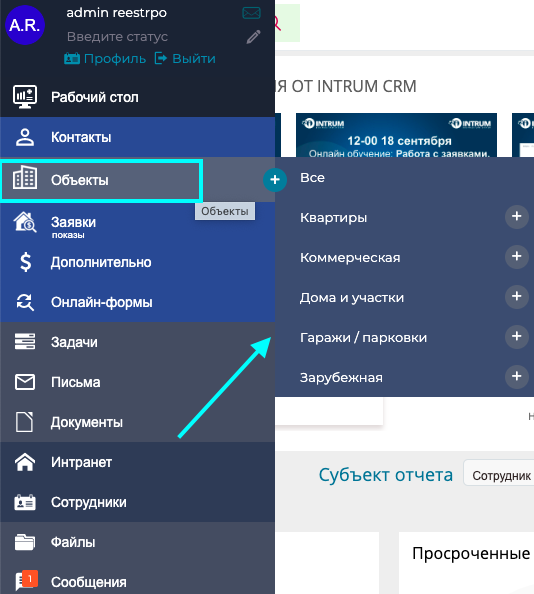 A.R.
admin reestrpo
Введите статус
Профиль
Выйти
Рабочий стол
Контакты
Объекты
Объекты
Заявки
показы
Дополнительно
Онлайн-формы
Задачи
Письма
Документы
Интранет
Сотрудники
Файлы
1
Сообщения
ИЯ ОТ INTRUM CRM
INTRUM
INTRUM
12-00 18 сентября
Онлайн обучение: Работа с заявками.
Все
Квартиры
Коммерческая
Дома и участки
Гаражи / парковки
Зарубежная
Субъект отчета
Сотрудник
Просроченные